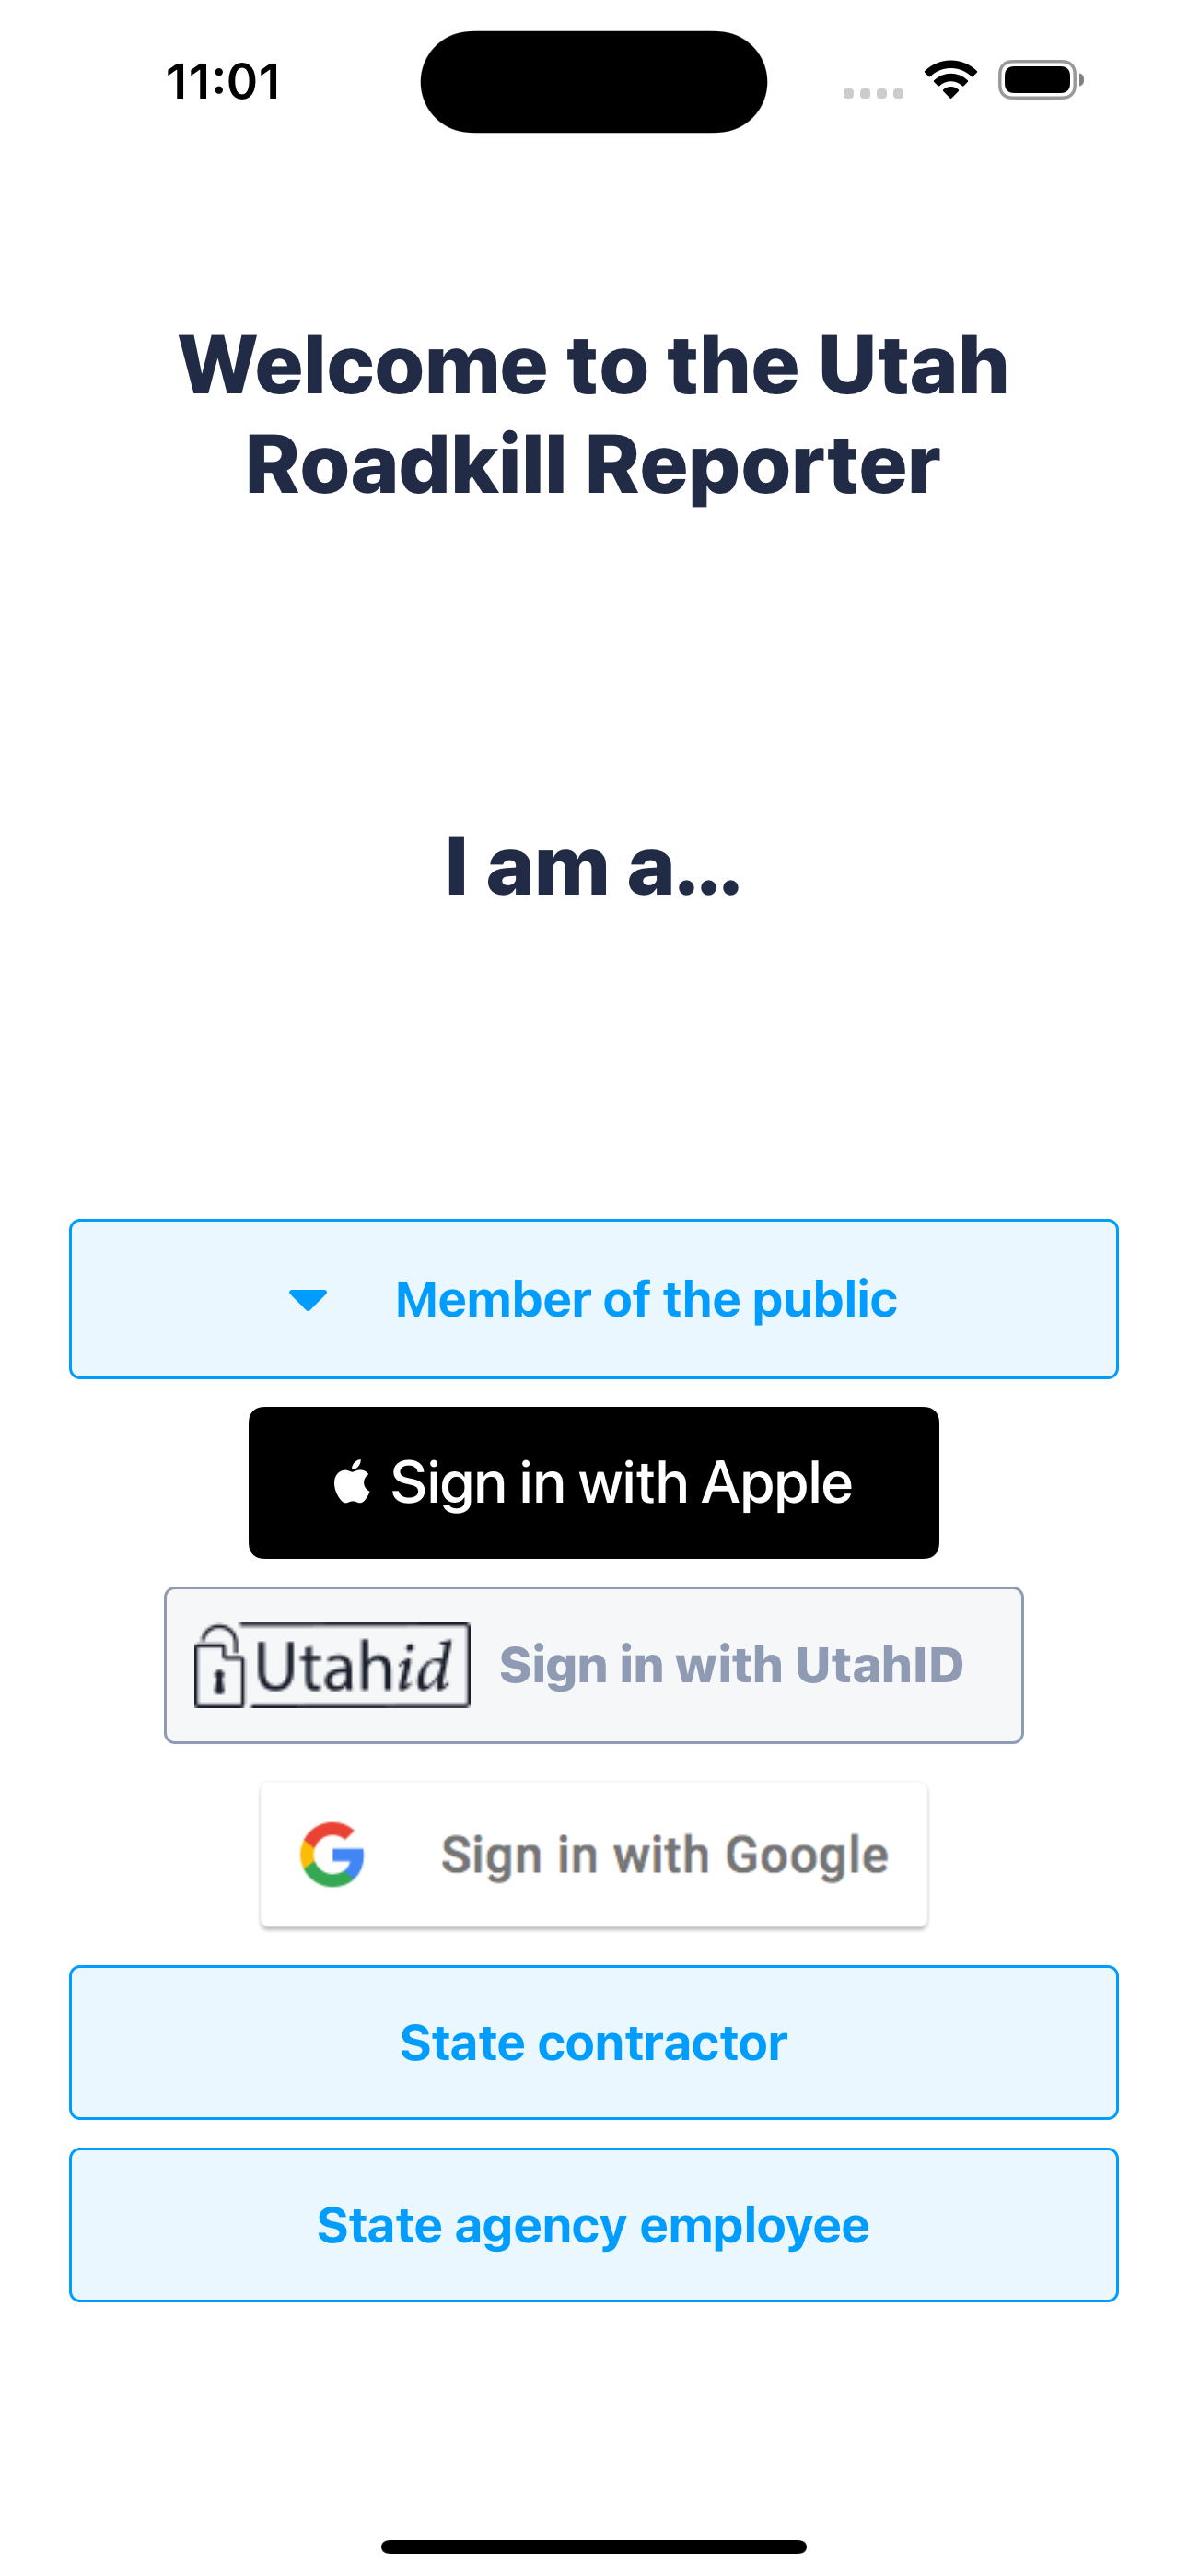 11:01
Welcome to the Utah
Roadkill Reporter
I am a...
Member of the public
Sign in with Apple
Utahid Sign in with UtahID
Sign in with Google
State contractor
State agency employee